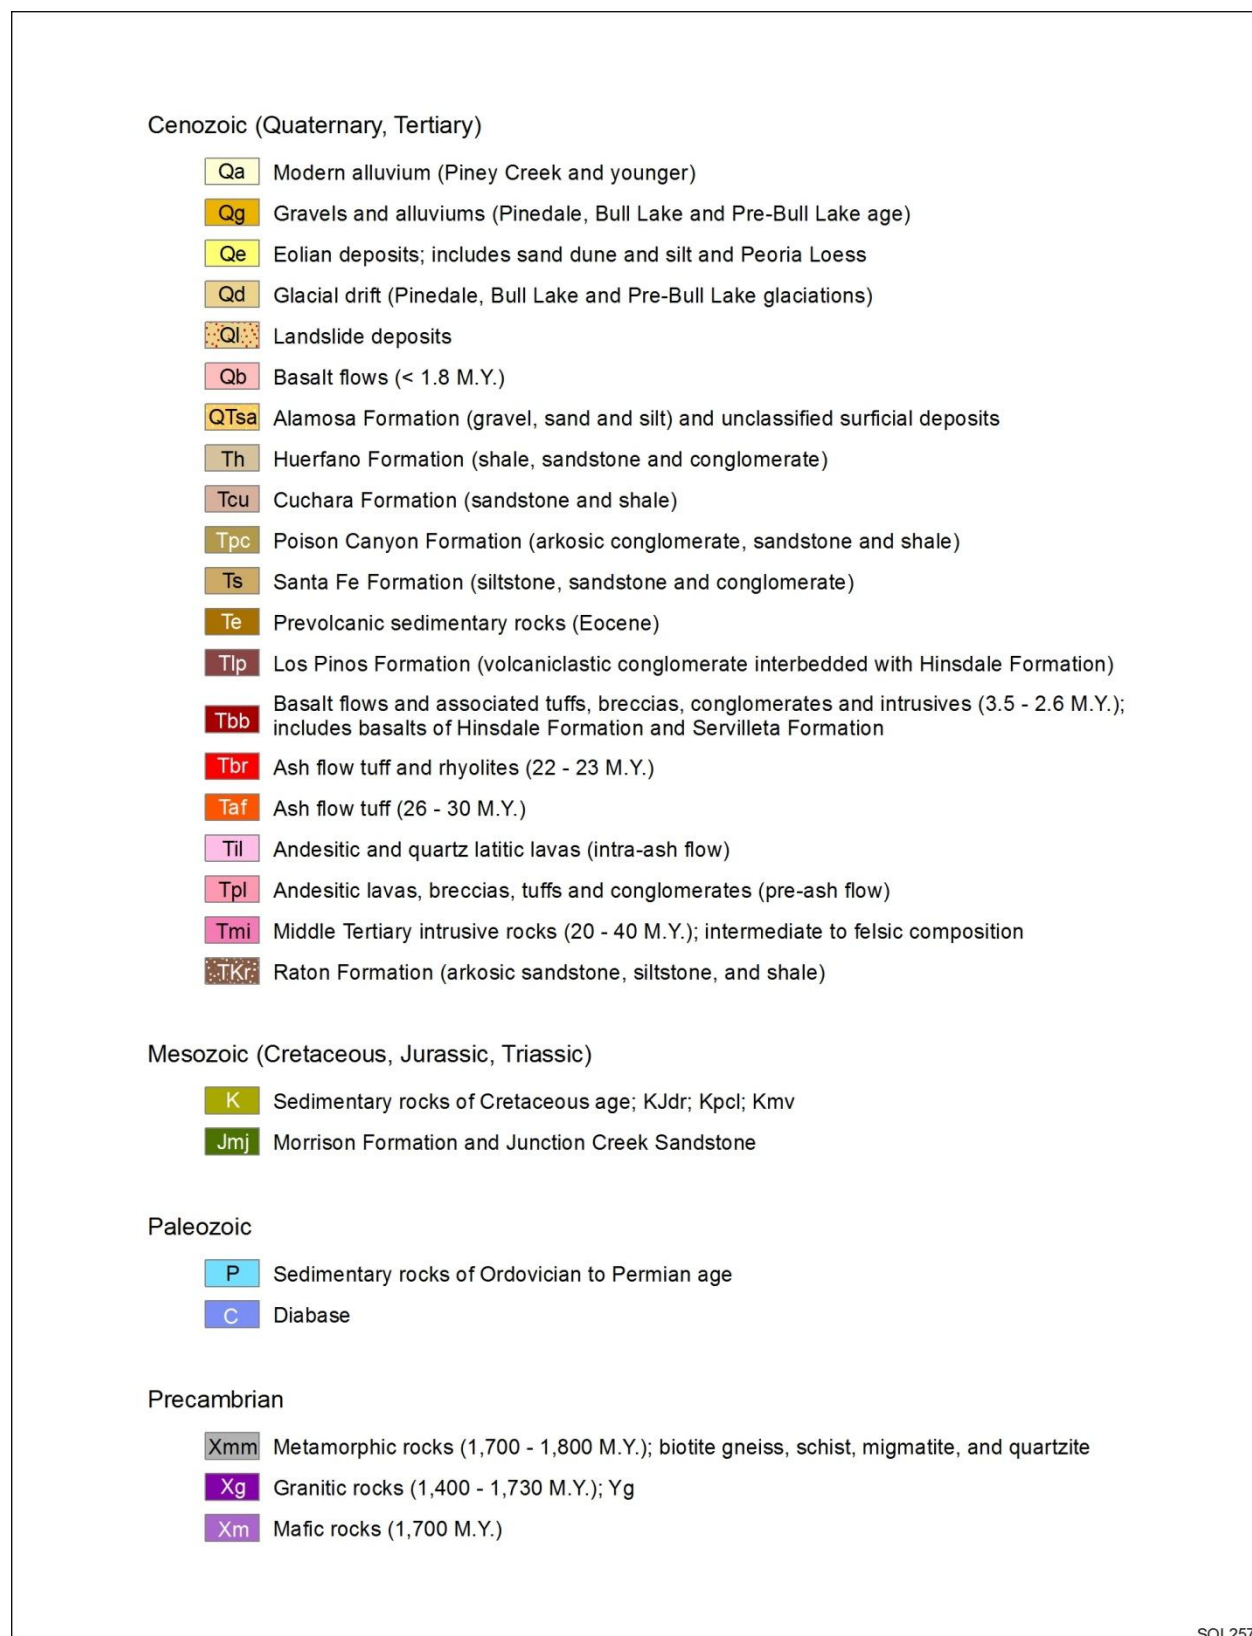 Cenozoic (Quaternary, Tertiary)
Qa Modern alluvium (Piney Creek and younger)
Qg Gravels and alluviums (Pinedale, Bull Lake and Pre-Bull Lake age)
Qe Eolian deposits; includes sand dune and silt and Peoria Loess
Qd Glacial drift (Pinedale, Bull Lake and Pre-Bull Lake glaciations)
Ql Landslide deposits
Qb Basalt flows (< 1.8 M.Y.)
QTsa Alamosa Formation (gravel, sand and silt) and unclassified surficial deposits
Th Huerfano Formation (shale, sandstone and conglomerate)
Tcu Cuchara Formation (sandstone and shale)
Tpc Poison Canyon Formation (arkosic conglomerate, sandstone and shale)
Ts Santa Fe Formation (siltstone, sandstone and conglomerate)
Te Prevolcanic sedimentary rocks (Eocene)
Tlp Los Pinos Formation (volcaniclastic conglomerate interbedded with Hinsdale Formation)
Tbb Basalt flows and associated tuffs, breccias, conglomerates and intrusives (3.5 - 2.6 M.Y.);
includes basalts of Hinsdale Formation and Servilleta Formation
Tbr Ash flow tuff and rhyolites (22 - 23 M.Y.)
Taf Ash flow tuff (26 - 30 M.Y.)
Til Andesitic and quartz latitic lavas (intra-ash flow)
Tpl Andesitic lavas, breccias, tuffs and conglomerates (pre-ash flow)
Tmi Middle Tertiary intrusive rocks (20 - 40 M.Y.); intermediate to felsic composition
TKr Raton Formation (arkosic sandstone, siltstone, and shale)
Mesozoic (Cretaceous, Jurassic, Triassic)
K Sedimentary rocks of Cretaceous age; KJdr; Kpcl; Kmv
Jmj Morrison Formation and Junction Creek Sandstone
Paleozoic
P Sedimentary rocks of Ordovician to Permian age
C Diabase
Precambrian
Xmm Metamorphic rocks (1,700 - 1,800 M.Y.); biotite gneiss, schist, migmatite, and quartzite
Xg Granitic rocks (1,400 - 1,730 M.Y.); Yg
Xm Mafic rocks (1,700 M.Y.)